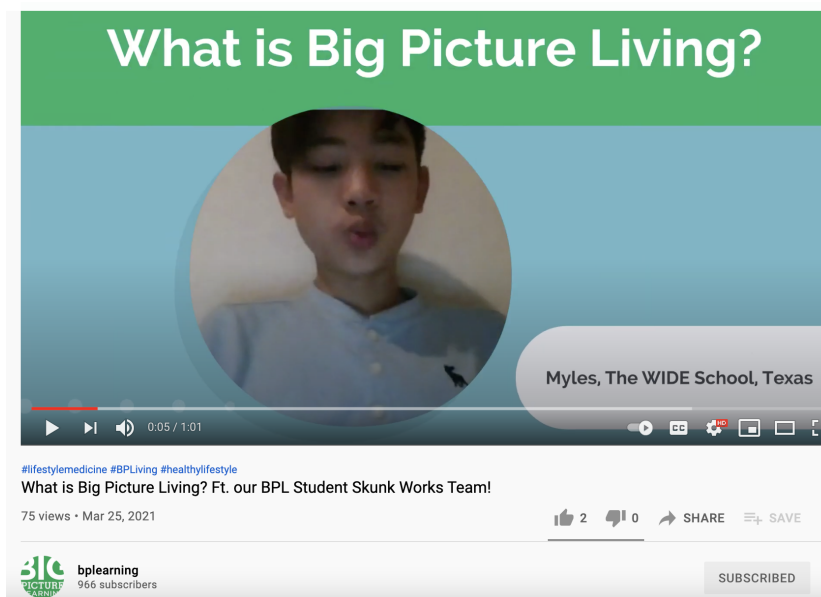 What is Big Picture Living?
Myles, The WIDE School, Texas
0:05 / 1:01
CC
HD
#lifestylemedicine #BPLiving #healthylifestyle
What is Big Picture Living? Ft. our BPL Student Skunk Works Team!
75 views • Mar 25, 2021
2
0
SHARE
SAVE
BIG
PICTURE
bplearning
966 subscribers
SUBSCRIBED